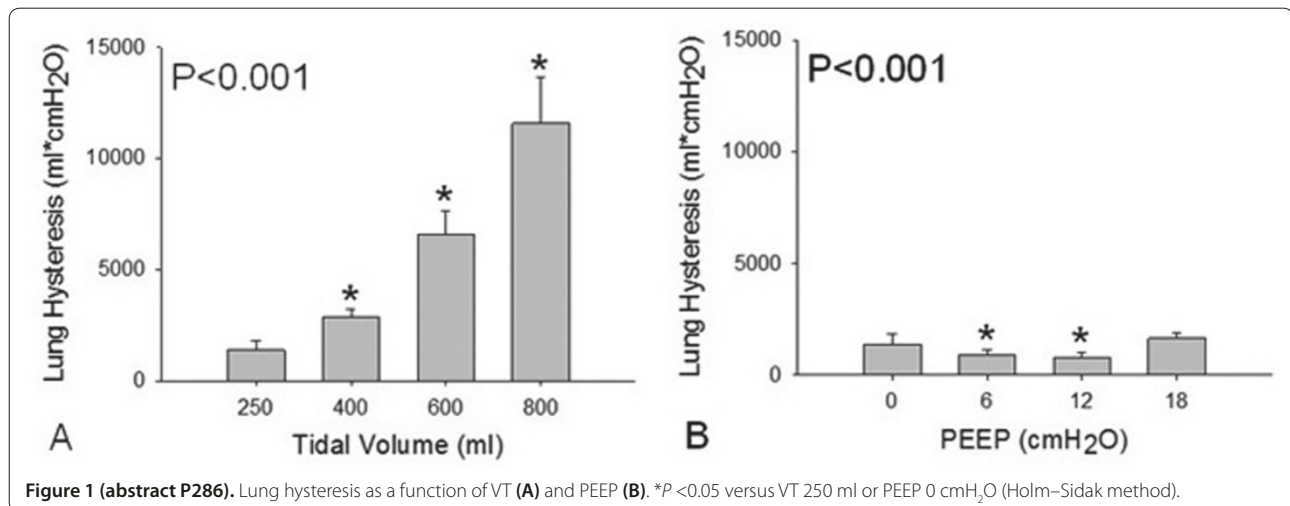 15000
P<0.001
*
10000
*
5000
*
0
250 400 600 800
Lung Hysteresis (ml*cmH₂O)
Tidal Volume (ml)
A
15000
P<0.001
10000
5000
* *
0
0 6 12 18
Lung Hysteresis (ml*cmH₂O)
PEEP (cmH2O)
B
Figure 1 (abstract P286). Lung hysteresis as a function of VT (A) and PEEP (B). *P <0.05 versus VT 250 ml or PEEP 0 cmH₂O (Holm–Sidak method).